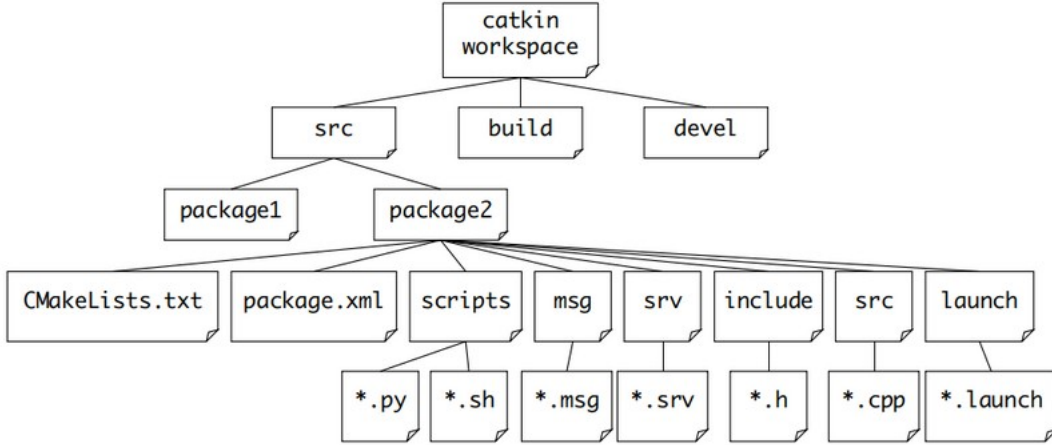 catkin
workspace
src
build
devel
package1
package2
CMakeLists.txt
package.xml
scripts
msg
srv
include
src
launch
*.py
*.sh
*.msg
*.srv
*.h
*.cpp
*.launch